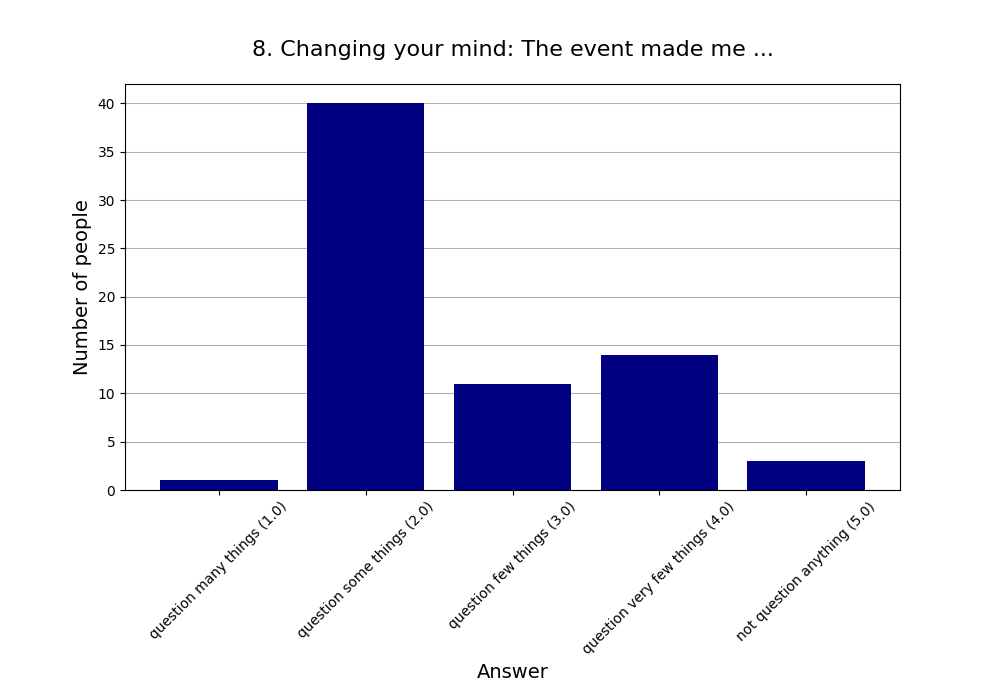 8. Changing your mind: The event made me ...
Number of people
40
35
30
25
20
15
10
5
0
question many things (1.0)
question some things (2.0)
question few things (3.0)
question very few things (4.0)
not question anything (5.0)
Answer